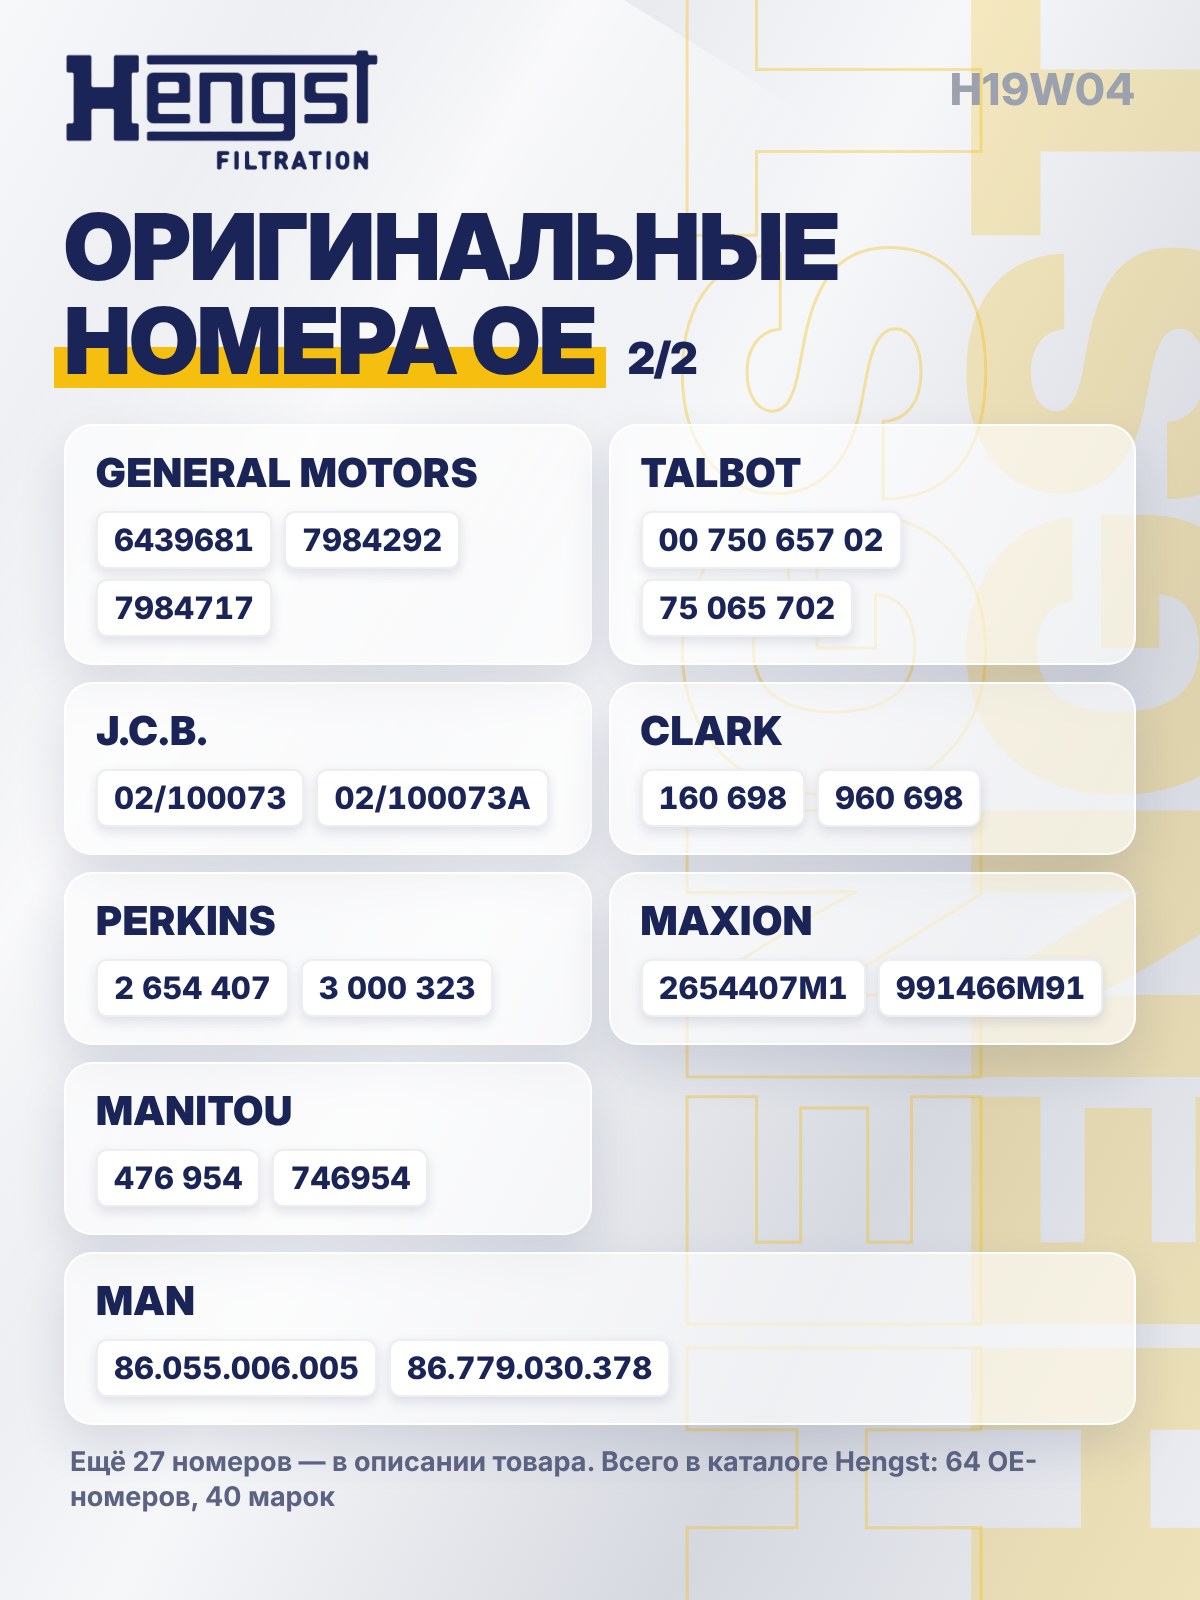 Hengst
FILTRATION
H19W04
ОРИГИНАЛЬНЫЕ
НОМЕРА OE 2/2
GENERAL MOTORS
6439681 7984292
7984717
TALBOT
00 750 657 02
75 065 702
J.C.B.
02/100073 02/100073A
CLARK
160 698 960 698
PERKINS
2 654 407 3 000 323
MAXION
2654407M1 991466M91
MANITOU
476 954 746954
MAN
86.055.006.005 86.779.030.378
Ещё 27 номеров — в описании товара. Всего в каталоге Hengst: 64 OE-
номеров, 40 марок
HENGST
HENGST